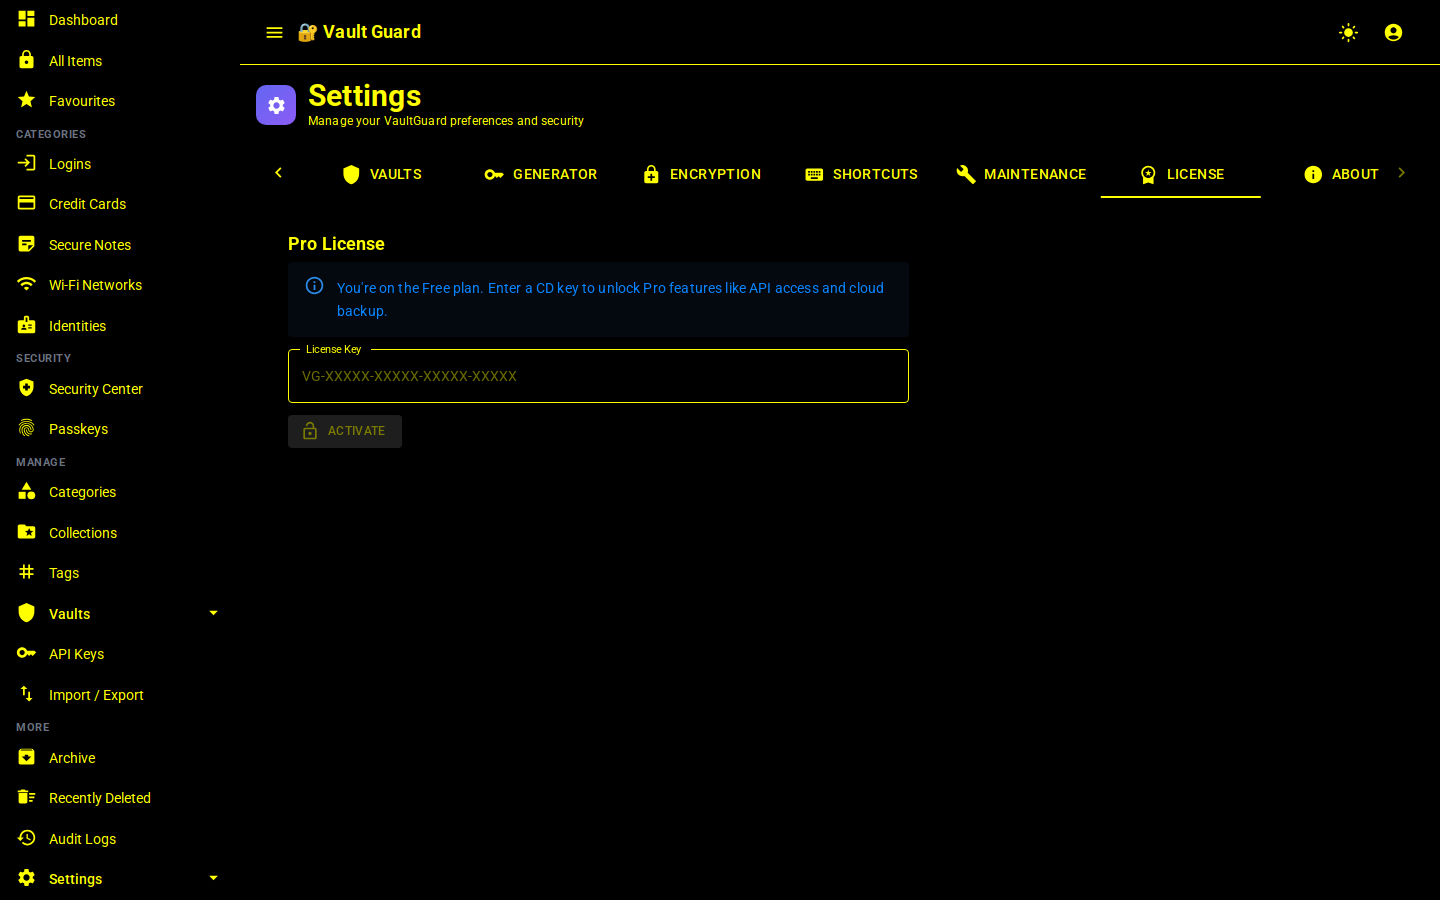 Dashboard
All Items
Favourites
CATEGORIES
Logins
Credit Cards
Secure Notes
Wi-Fi Networks
Identities
SECURITY
Security Center
Passkeys
MANAGE
Categories
Collections
Tags
Vaults
API Keys
Import / Export
MORE
Archive
Recently Deleted
Audit Logs
Settings
🔐 Vault Guard
Settings
Manage your VaultGuard preferences and security
VAULTS GENERATOR ENCRYPTION SHORTCUTS MAINTENANCE LICENSE ABOUT
Pro License
You're on the Free plan. Enter a CD key to unlock Pro features like API access and cloud
backup.
License Key
VG-XXXXX-XXXXX-XXXXX-XXXXX
ACTIVATE